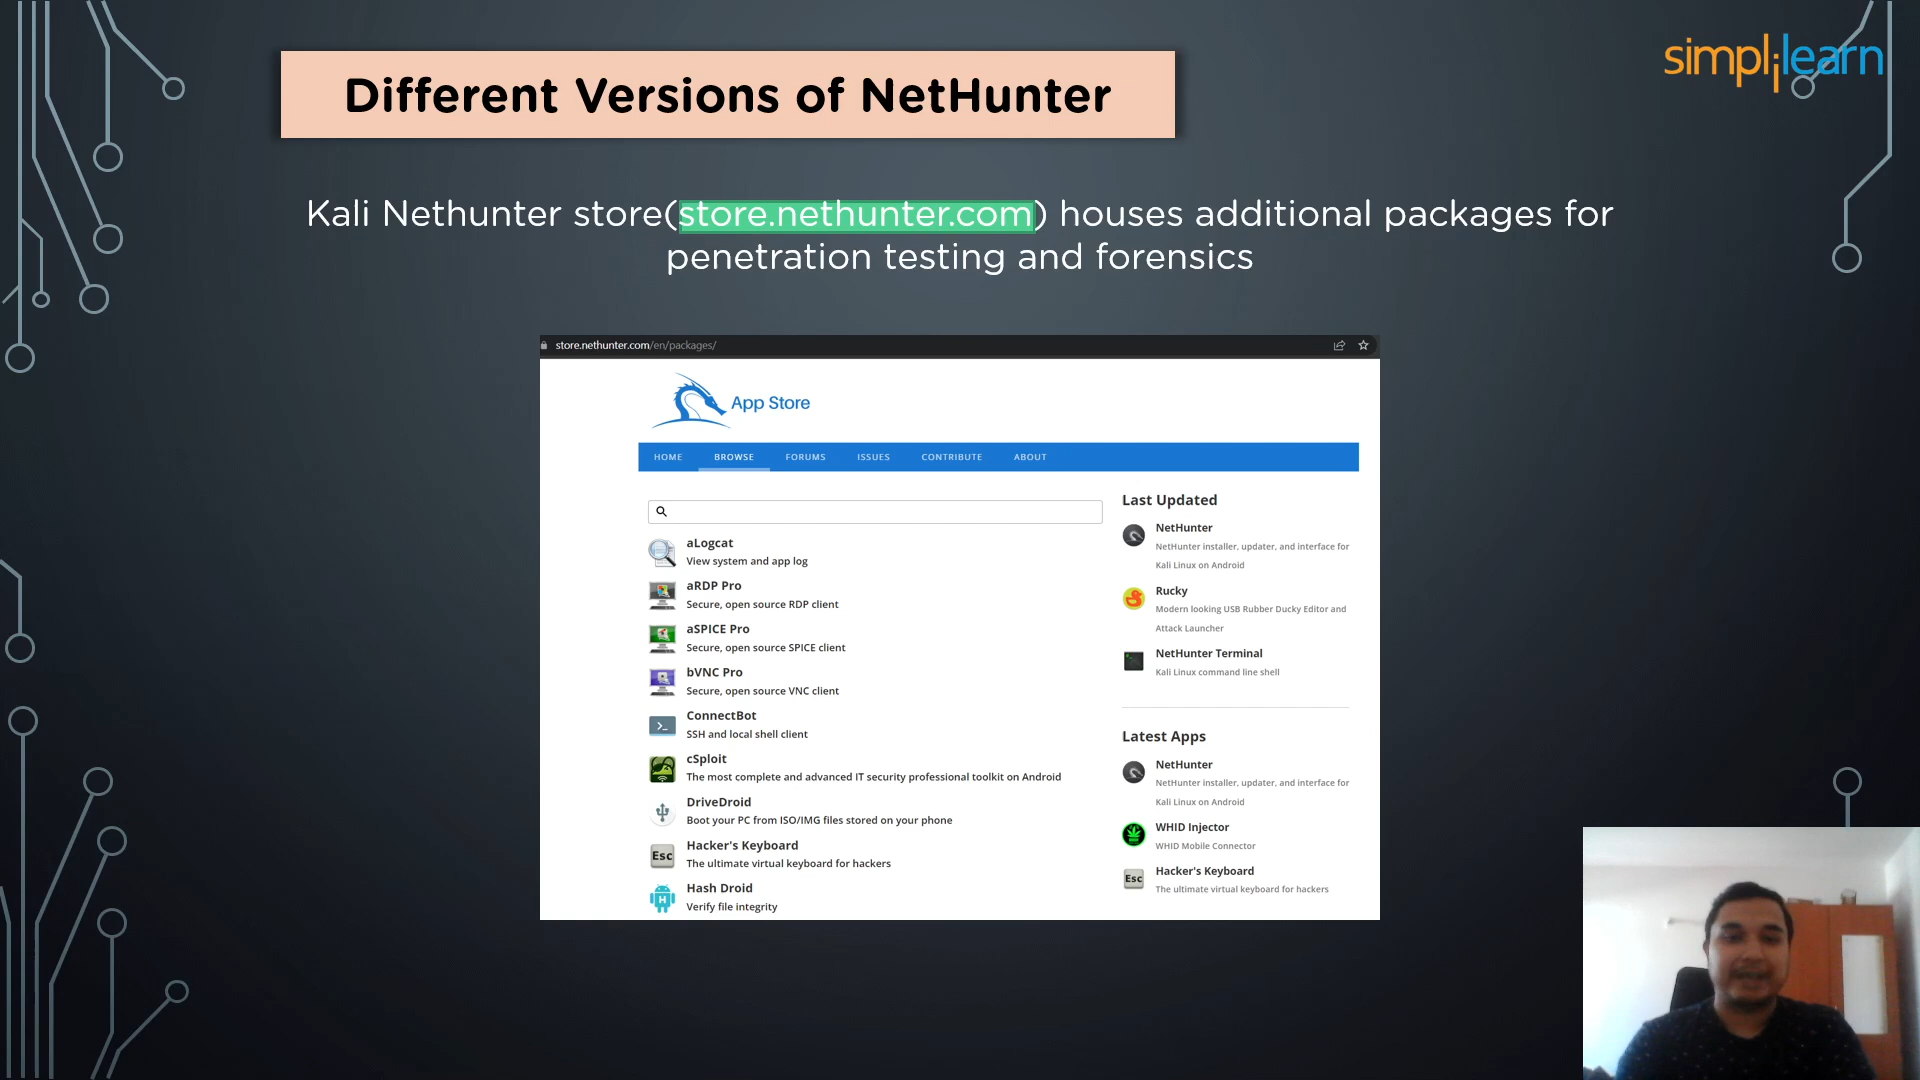 simplilearn
Different Versions of NetHunter
Kali Nethunter store(store.nethunter.com) houses additional packages for
penetration testing and forensics
store.nethunter.com/en/packages/
App Store
HOME BROWSE FORUMS ISSUES CONTRIBUTE ABOUT
aLogcat
View system and app log
aRDP Pro
Secure, open source RDP client
aSPICE Pro
Secure, open source SPICE client
bVNC Pro
Secure, open source VNC client
ConnectBot
SSH and local shell client
cSploit
The most complete and advanced IT security professional toolkit on Android
DriveDroid
Boot your PC from ISO/IMG files stored on your phone
Esc
Hacker's Keyboard
The ultimate virtual keyboard for hackers
H
Hash Droid
Verify file integrity
Last Updated
NetHunter
NetHunter installer, updater, and interface for
Kali Linux on Android
Rucky
Modern looking USB Rubber Ducky Editor and
Attack Launcher
NetHunter Terminal
Kali Linux command line shell
Latest Apps
NetHunter
NetHunter installer, updater, and interface for
Kali Linux on Android
WHID Injector
WHID Mobile Connector
Esc
Hacker's Keyboard
The ultimate virtual keyboard for hackers